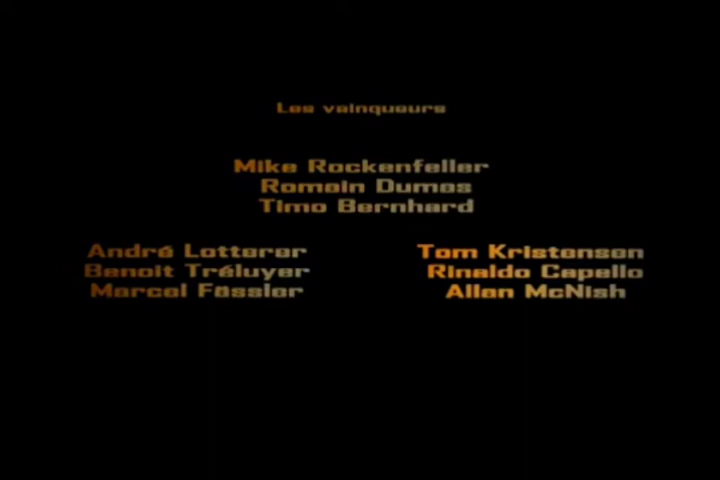 Les vainqueurs
Mike Rockenfeller
Romain Dumas
Timo Bernhard
André Lotterer
Benoit Tréluyer
Marcel Fässler
Tom Kristensen
Rinaldo Capello
Allan McNish